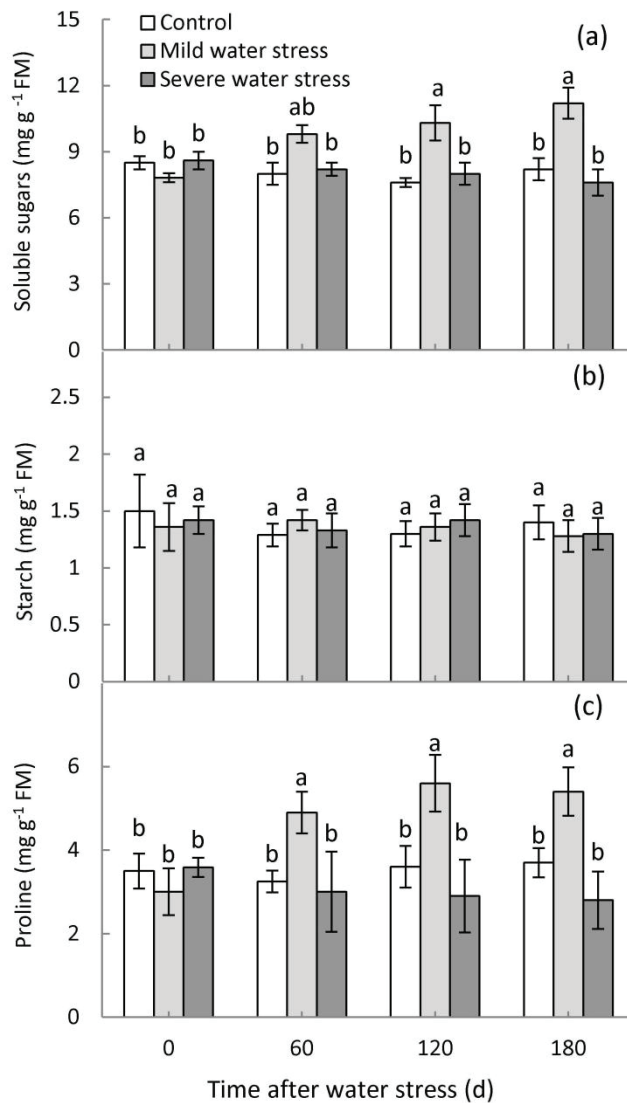 15
Control
(a)
Mild water stress
Severe water stress
a
12
a
ab
b b b
b b
b b
b b
9
6
3
0
Soluble sugars (mg g⁻¹ FM)
(b)
2.5
2
a a a
a a a
a a a
a a a
1.5
1
0.5
0
Starch (mg g⁻¹ FM)
(c)
6
a
a
a
b b b
b b
b b
b b
4
2
0
Proline (mg g⁻¹ FM)
0 60 120 180
Time after water stress (d)